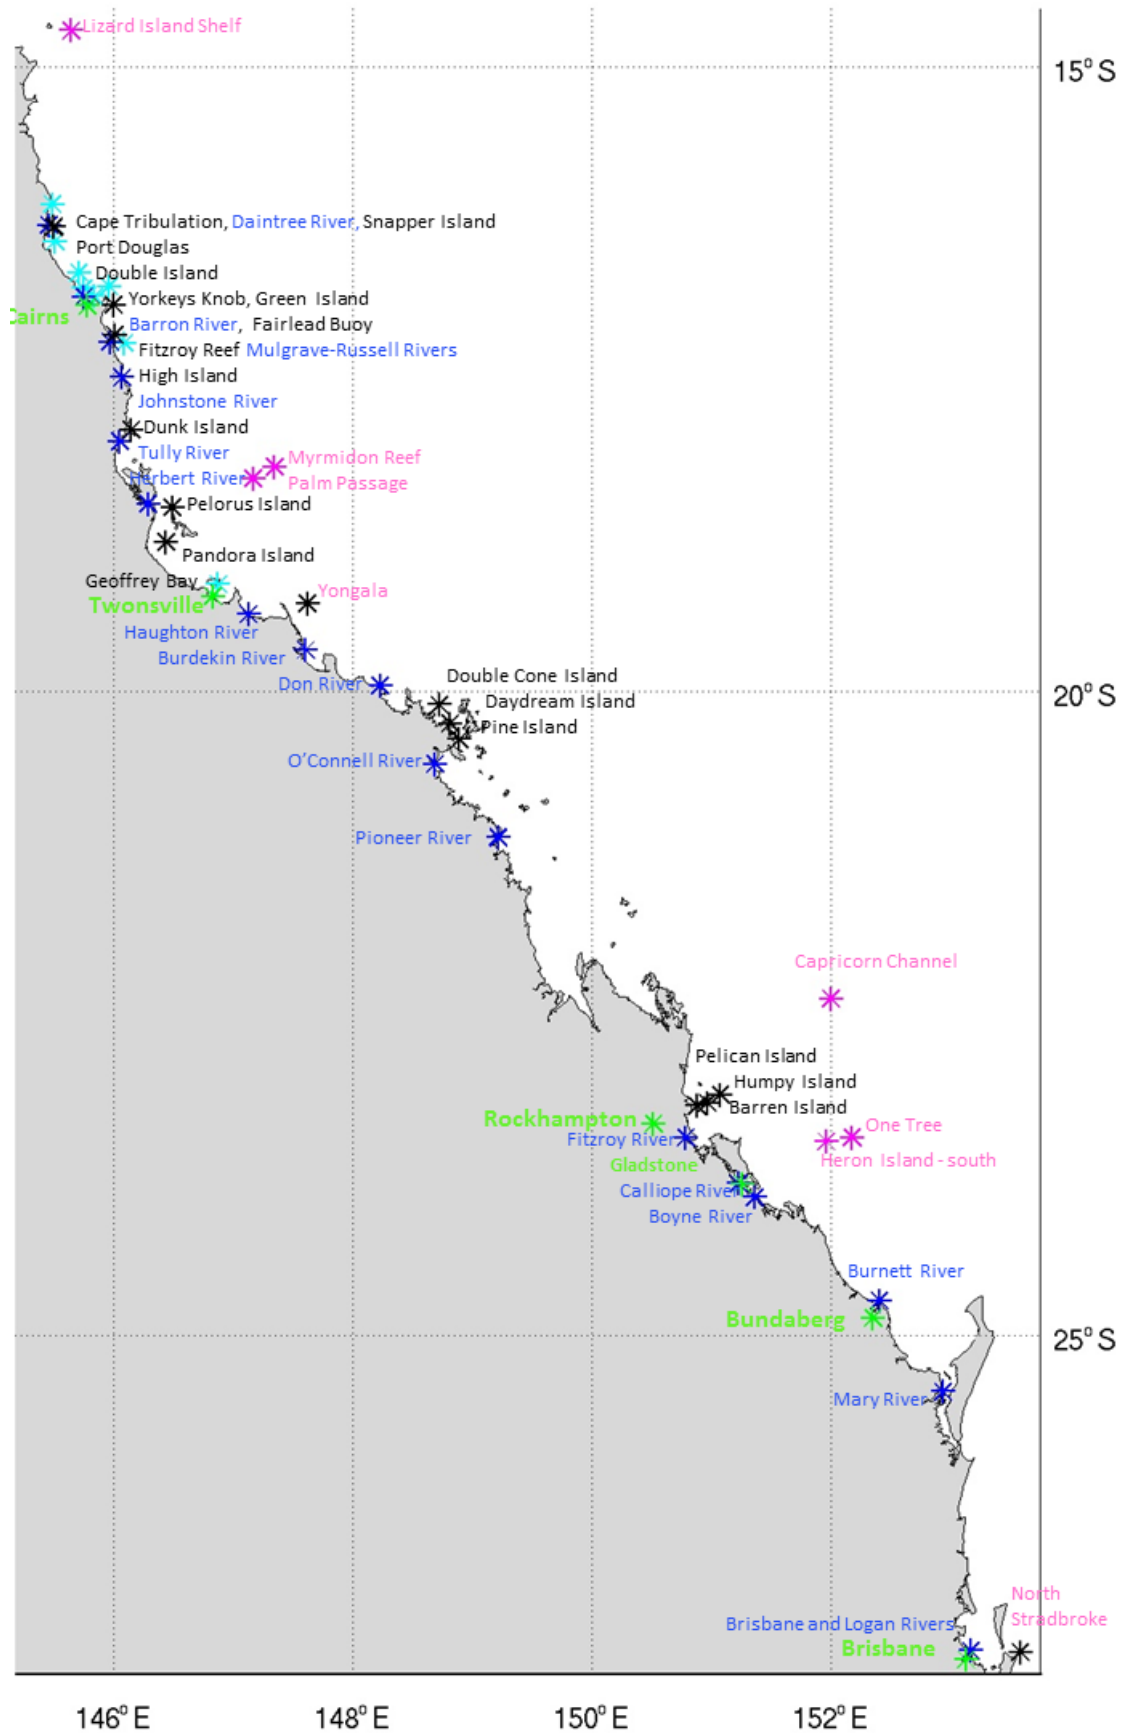 Lizard Island Shelf
15° S
Cape Tribulation, Daintree River, Snapper Island
Port Douglas
Double Island
Yorkeys Knob, Green Island
Cairns
Barron River, Fairlead Buoy
Fitzroy Reef Mulgrave-Russell Rivers
High Island
Johnstone River
Dunk Island
Tully River
Myrmidon Reef
Herbert River
Palm Passage
Pelorus Island
Pandora Island
Geoffrey Bay
Yongala
Twonsville
Haughton River
Burdekin River
Double Cone Island
Don River
20° S
Daydream Island
Pine Island
O'Connell River
Pioneer River
Capricorn Channel
Pelican Island
Humpy Island
Barren Island
Rockhampton
One Tree
Fitzroy River
Heron Island - south
Gladstone
Calliope River
Boyne River
Burnett River
Bundaberg
25° S
Mary River
North
Stradbroke
Brisbane and Logan Rivers
Brisbane
146° E 148° E 150° E 152° E